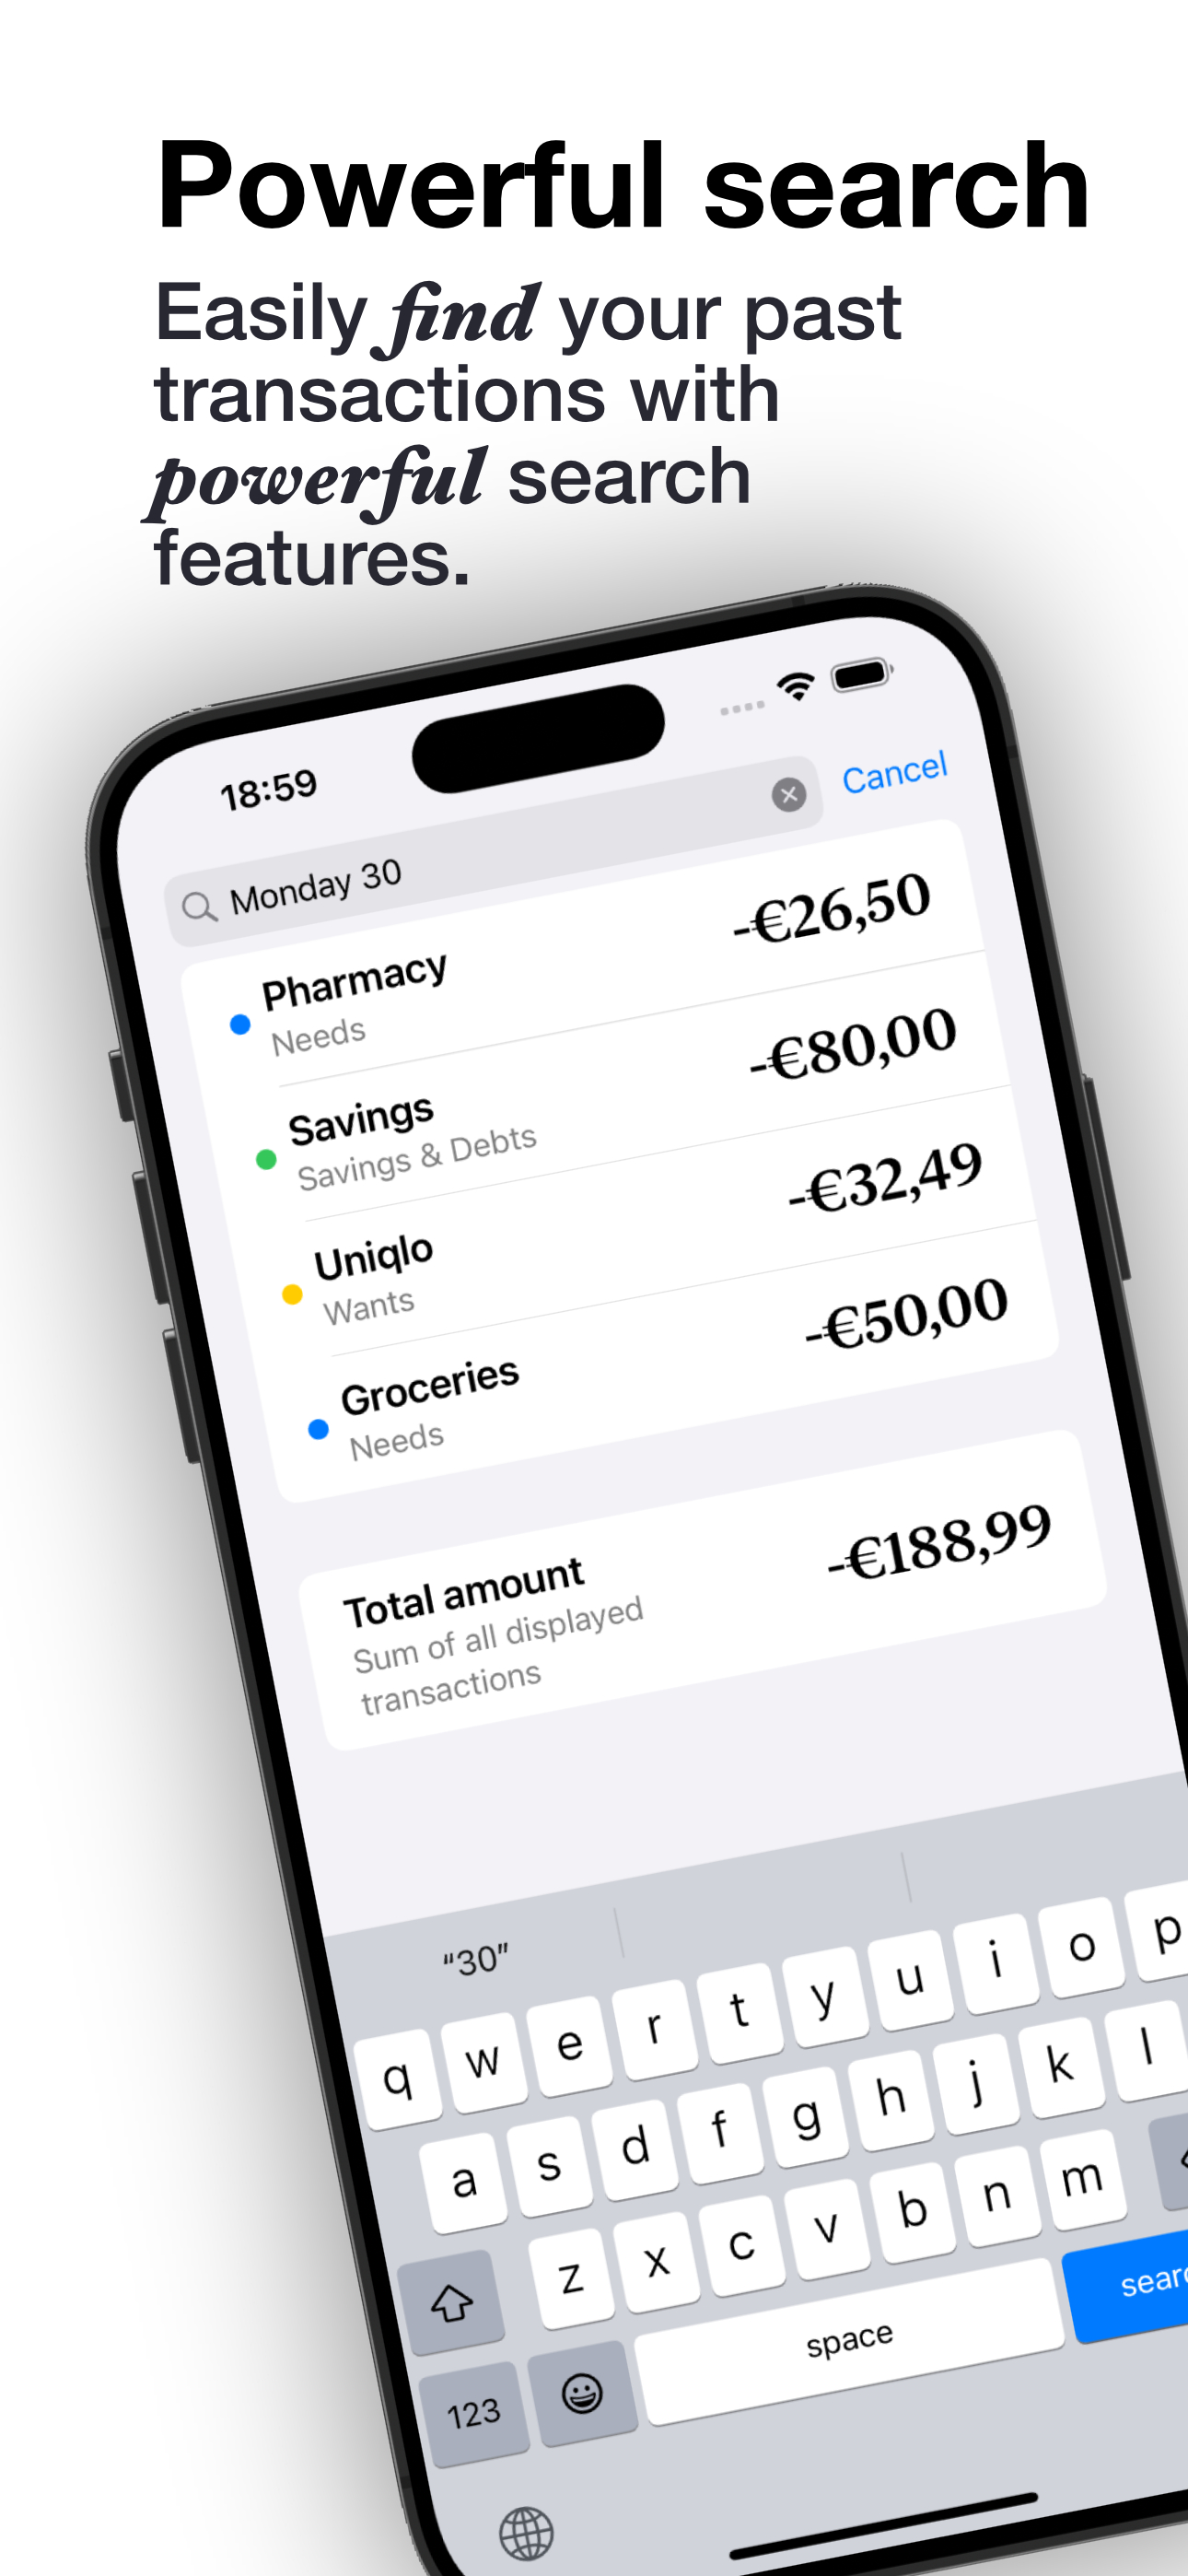 Powerful search
Easily find your past
transactions with
powerful search
features.
18:59
Monday 30
Cancel
Pharmacy
-€26,50
Needs
Savings
-€80,00
Savings & Debts
Uniqlo
-€32,49
Wants
Groceries
-€50,00
Needs
Total amount
-€188,99
Sum of all displayed
transactions
“30”
q w e r t y u i o p
a s d f g h j k l
z x c v b n m
123
space